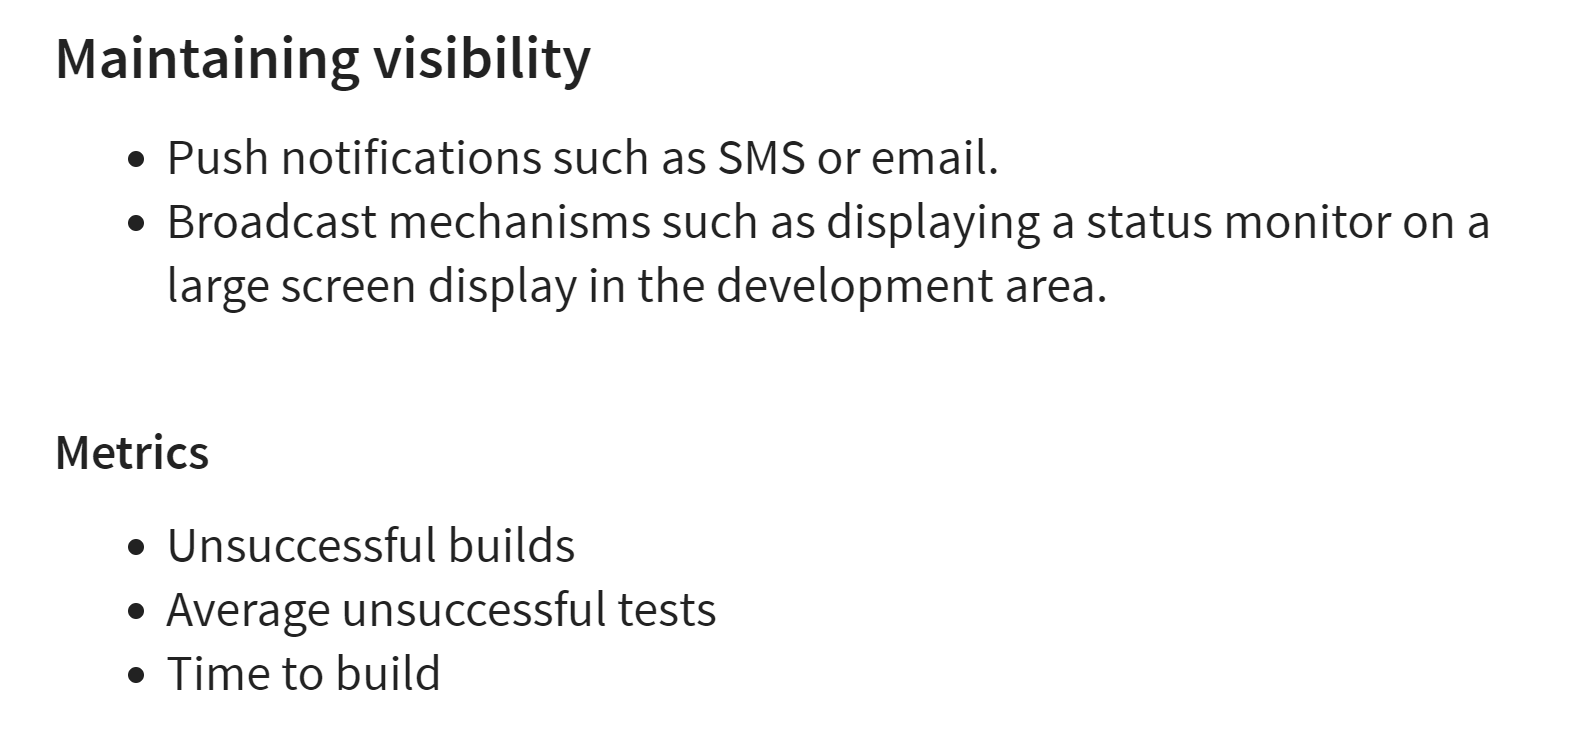 Maintaining visibility
• Push notifications such as SMS or email.
• Broadcast mechanisms such as displaying a status monitor on a
large screen display in the development area.
Metrics
• Unsuccessful builds
• Average unsuccessful tests
• Time to build